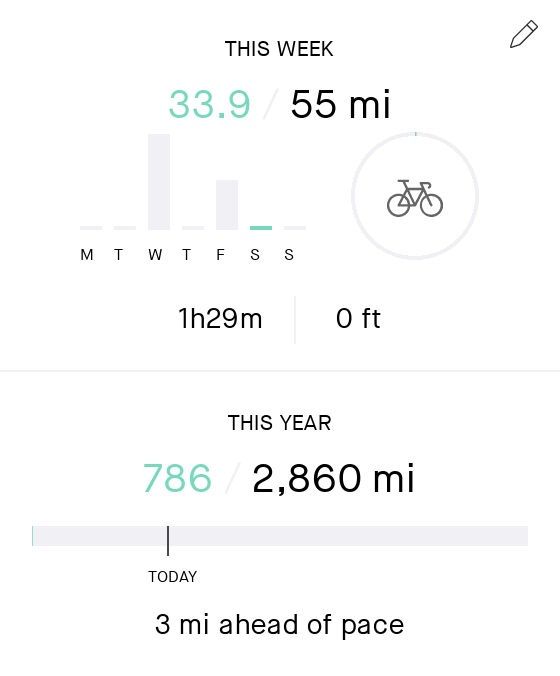 THIS WEEK
33.9 / 55 mi
M T W T F S S
1h29m 0 ft
THIS YEAR
786 / 2,860 mi
TODAY
3 mi ahead of pace